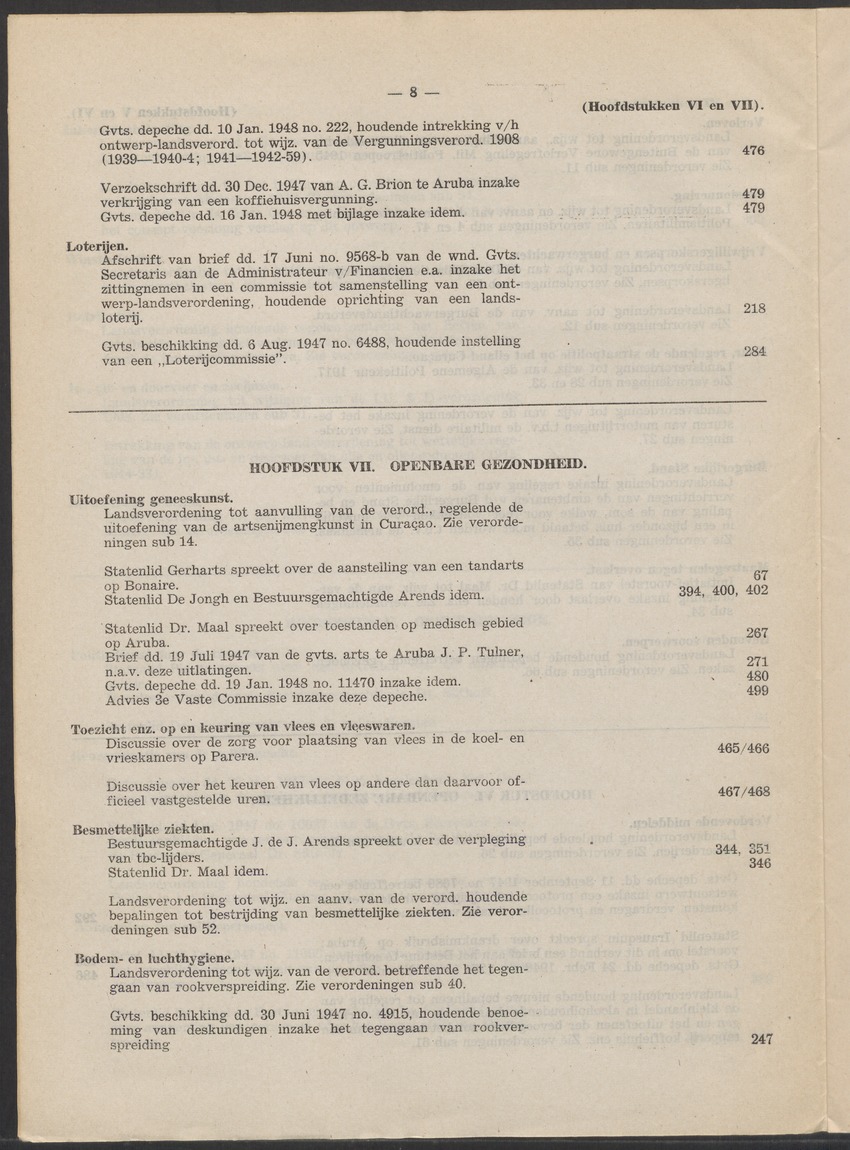 — 8 —
(Hoofdstukken VI en VII).
Gvts. depeche dd. 10 Jan. 1948 no. 222, houdende intrekking v/h
ontwerp-landsverord. tot wijz. van de Vergunningsverord. 1908
(1939—1940-4; 1941—1942-59). 476
Verzoekschrift dd. 30 Dec. 1947 van A. G. Brion te Aruba inzake
verkrijging van een koffiehuisvergunning. 479
Gvts. depeche dd. 16 Jan. 1948 met bijlage inzake idem. 479
Loterijen.
Afschrift van brief dd. 17 Juni no. 9568-b van de wnd. Gvts.
Secretaris aan de Administrateur v/Financien e.a. inzake het
zittingnemen in een commissie tot samenstelling van een ont-
werp-landsverordening, houdende oprichting van een lands-
loterij. 218
Gvts. beschikking dd. 6 Aug. 1947 no. 6488, houdende instelling
van een ,,Loterijcommissie”. 284
HOOFDSTUK VII. OPENBARE GEZONDHEID.
Uitoefening geneeskunst.
Landsverordening tot aanvulling van de verord., regelende de
uitoefening van de artsenijmengkunst in Curaçao. Zie verorde-
ningen sub 14.
Statenlid Gerharts spreekt over de aanstelling van een tandarts
op Bonaire. 67
Statenlid De Jongh en Bestuursgemachtigde Arends idem. 394, 400, 402
Statenlid Dr. Maal spreekt over toestanden op medisch gebied
op Aruba. 267
Brief dd. 19 Juli 1947 van de gvts. arts te Aruba J. P. Tulner,
n.a.v. deze uitlatingen. 271
Gvts. depeche dd. 19 Jan. 1948 no. 11470 inzake idem. 480
Advies 3e Vaste Commissie inzake deze depeche. 499
Toezicht enz. op en keuring van vlees en vleeswaren.
Discussie over de zorg voor plaatsing van vlees in de koel- en
vrieskamers op Parera. 465/466
Discussie over het keuren van vlees op andere dan daarvoor of-
ficieel vastgestelde uren. 467/468
Besmettelijke ziekten.
Bestuursgemachtigde J. de J. Arends spreekt over de verpleging
van tbc-lijders. 344, 351
Statenlid Dr. Maal idem. 346
Landsverordening tot wijz. en aanv. van de verord. houdende
bepalingen tot bestrijding van besmettelijke ziekten. Zie veror-
deningen sub 52.
Bodem- en luchthygiene.
Landsverordening tot wijz. van de verord. betreffende het tegen-
gaan van rookverspreiding. Zie verordeningen sub 40.
Gvts. beschikking dd. 30 Juni 1947 no. 4915, houdende benoe-
ming van deskundigen inzake het tegengaan van rookver-
spreiding 247